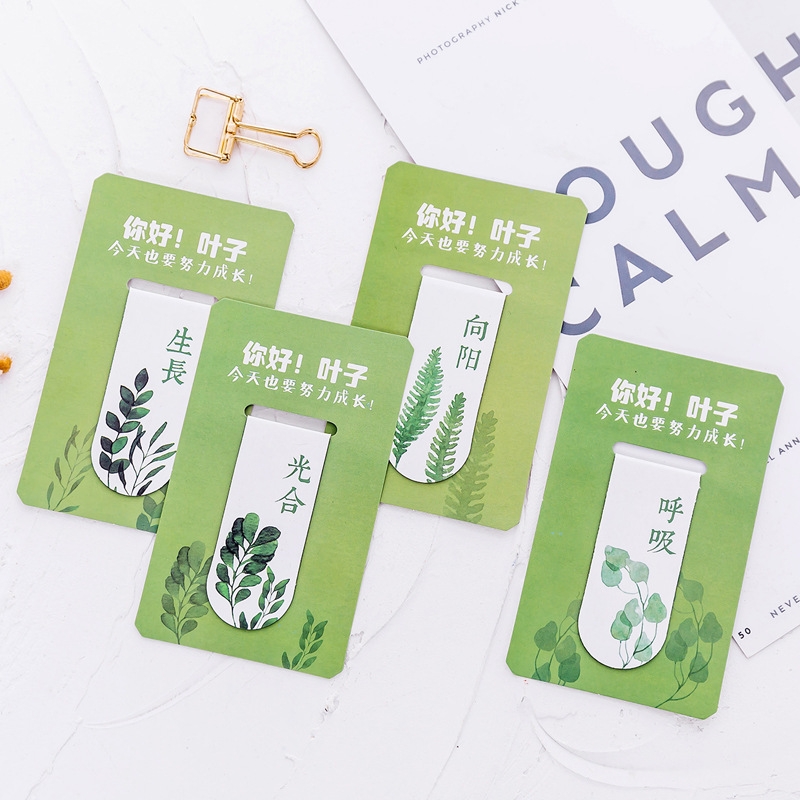 PHOTOGRAPHY NICK
OUGH
CALM
你好！叶子
今天也要努力成长！
生長
你好！叶子
今天也要努力成长！
向阳
你好！叶子
今天也要努力成长！
光合
你好！叶子
今天也要努力成长！
呼吸
L ANN
50 NEVE